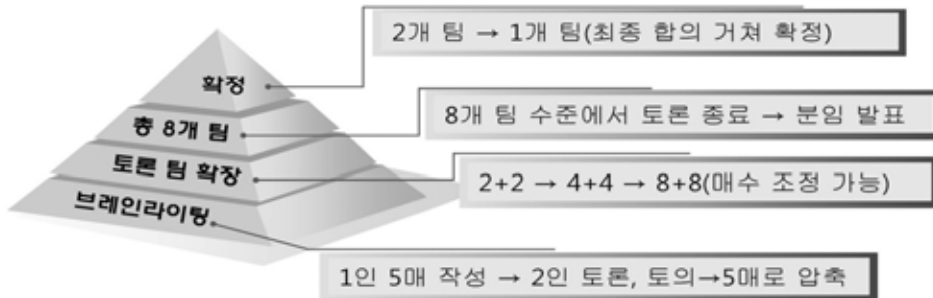 2개 팀 → 1개 팀(최종 합의 거쳐 확정)
확정
8개 팀 수준에서 토론 종료 → 분임 발표
총 8개 팀
2+2 → 4+4 → 8+8(매수 조정 가능)
토론 팀 확장
브레인라이팅
1인 5매 작성 → 2인 토론, 토의→5매로 압축